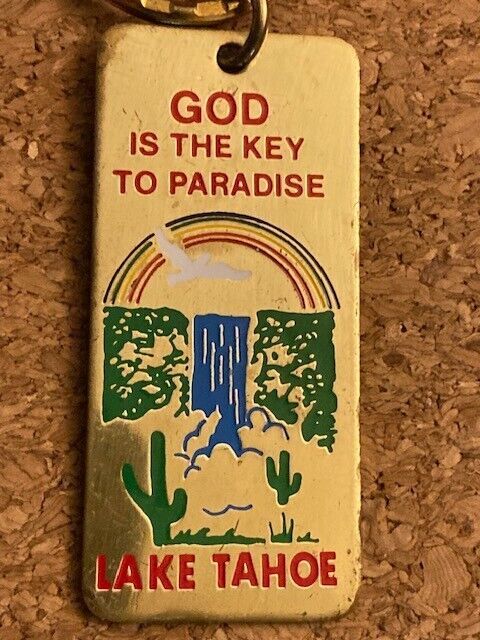 GOD
IS THE KEY
TO PARADISE
LAKE TAHOE